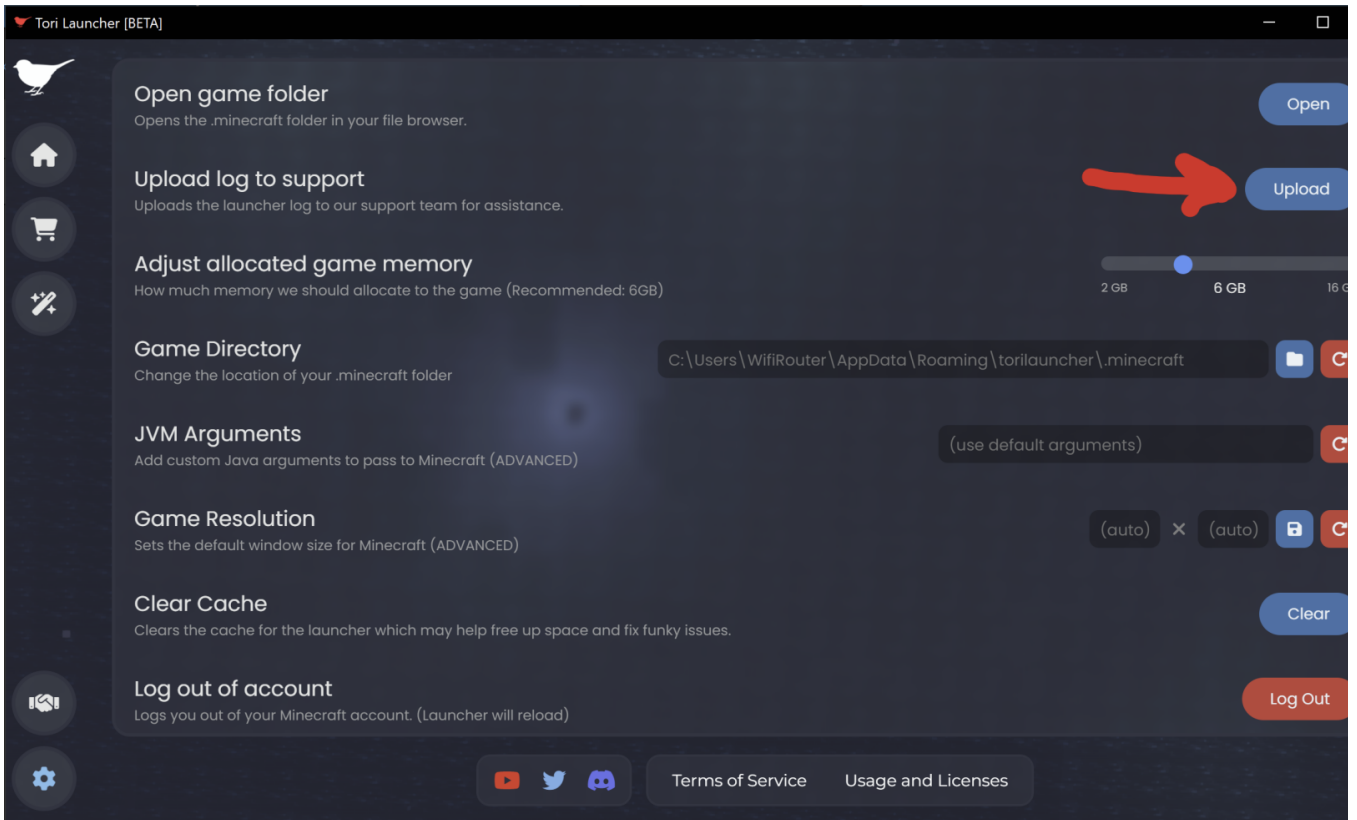 Tori Launcher [BETA]
Open game folder
Opens the .minecraft folder in your file browser.
Open
Upload log to support
Uploads the launcher log to our support team for assistance.
Upload
Adjust allocated game memory
How much memory we should allocate to the game (Recommended: 6GB)
2 GB 6 GB 16 G
Game Directory
Change the location of your .minecraft folder
C:\Users\WifiRouter\AppData\Roaming\torilauncher\.minecraft
JVM Arguments
Add custom Java arguments to pass to Minecraft (ADVANCED)
(use default arguments)
Game Resolution
Sets the default window size for Minecraft (ADVANCED)
(auto) × (auto)
Clear Cache
Clears the cache for the launcher which may help free up space and fix funky issues.
Clear
Log out of account
Logs you out of your Minecraft account. (Launcher will reload)
Log Out
Terms of Service Usage and Licenses